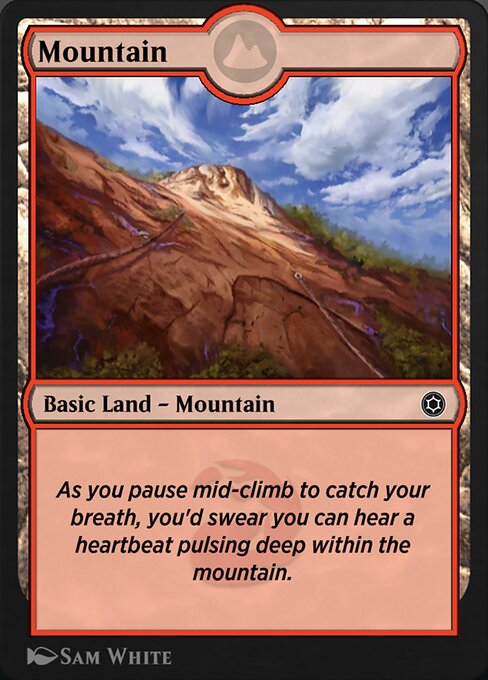 Mountain
Basic Land – Mountain
As you pause mid-climb to catch your
breath, you'd swear you can hear a
heartbeat pulsing deep within the
mountain.
Sam White